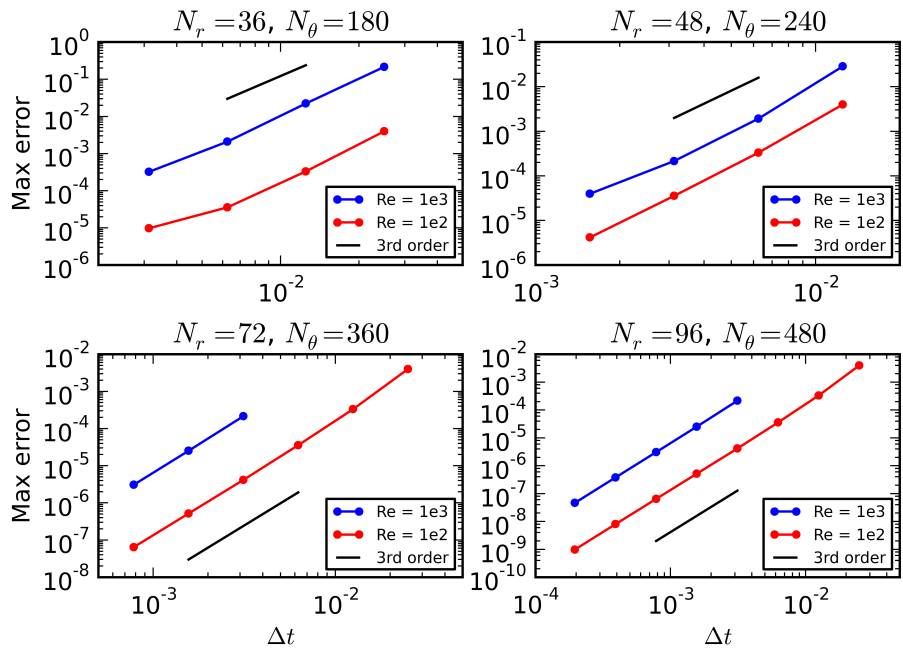 N_r = 36, N_θ = 180
10^0
10^-1
10^-2
10^-3
10^-4
10^-5
10^-6
Max error
10^-2
Re = 1e3
Re = 1e2
3rd order
N_r = 48, N_θ = 240
10^-1
10^-2
10^-3
10^-4
10^-5
10^-6
10^-3
10^-2
Re = 1e3
Re = 1e2
3rd order
N_r = 72, N_θ = 360
10^-2
10^-3
10^-4
10^-5
10^-6
10^-7
10^-8
Max error
10^-3
10^-2
Δt
Re = 1e3
Re = 1e2
3rd order
N_r = 96, N_θ = 480
10^-2
10^-3
10^-4
10^-5
10^-6
10^-7
10^-8
10^-9
10^-10
10^-4
10^-3
10^-2
Δt
Re = 1e3
Re = 1e2
3rd order